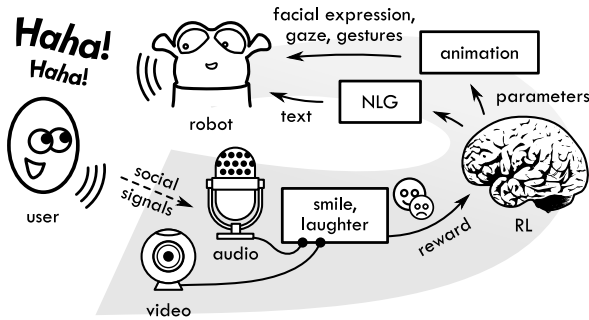 Haha!
Haha!
facial expression,
gaze, gestures
animation
NLG
text
parameters
robot
user
social
signals
smile,
laughter
audio
video
reward
RL